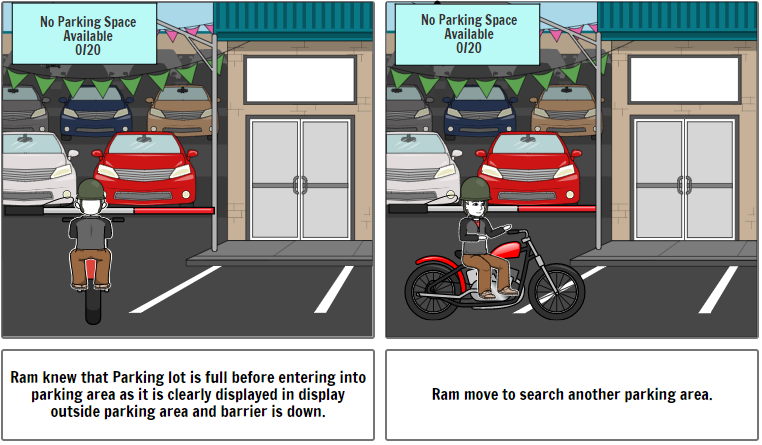 No Parking Space
Available
0/20
No Parking Space
Available
0/20
Ram knew that Parking lot is full before entering into
parking area as it is clearly displayed in display
outside parking area and barrier is down.
Ram move to search another parking area.